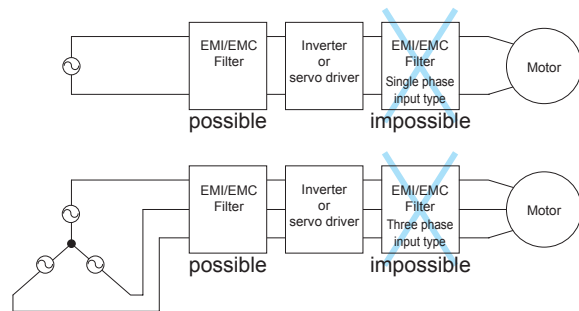 EMI/EMC
Filter
Inverter
or
servo driver
EMI/EMC
Filter
Single phase
input type
Motor
possible
impossible
EMI/EMC
Filter
Inverter
or
servo driver
EMI/EMC
Filter
Three phase
input type
Motor
possible
impossible